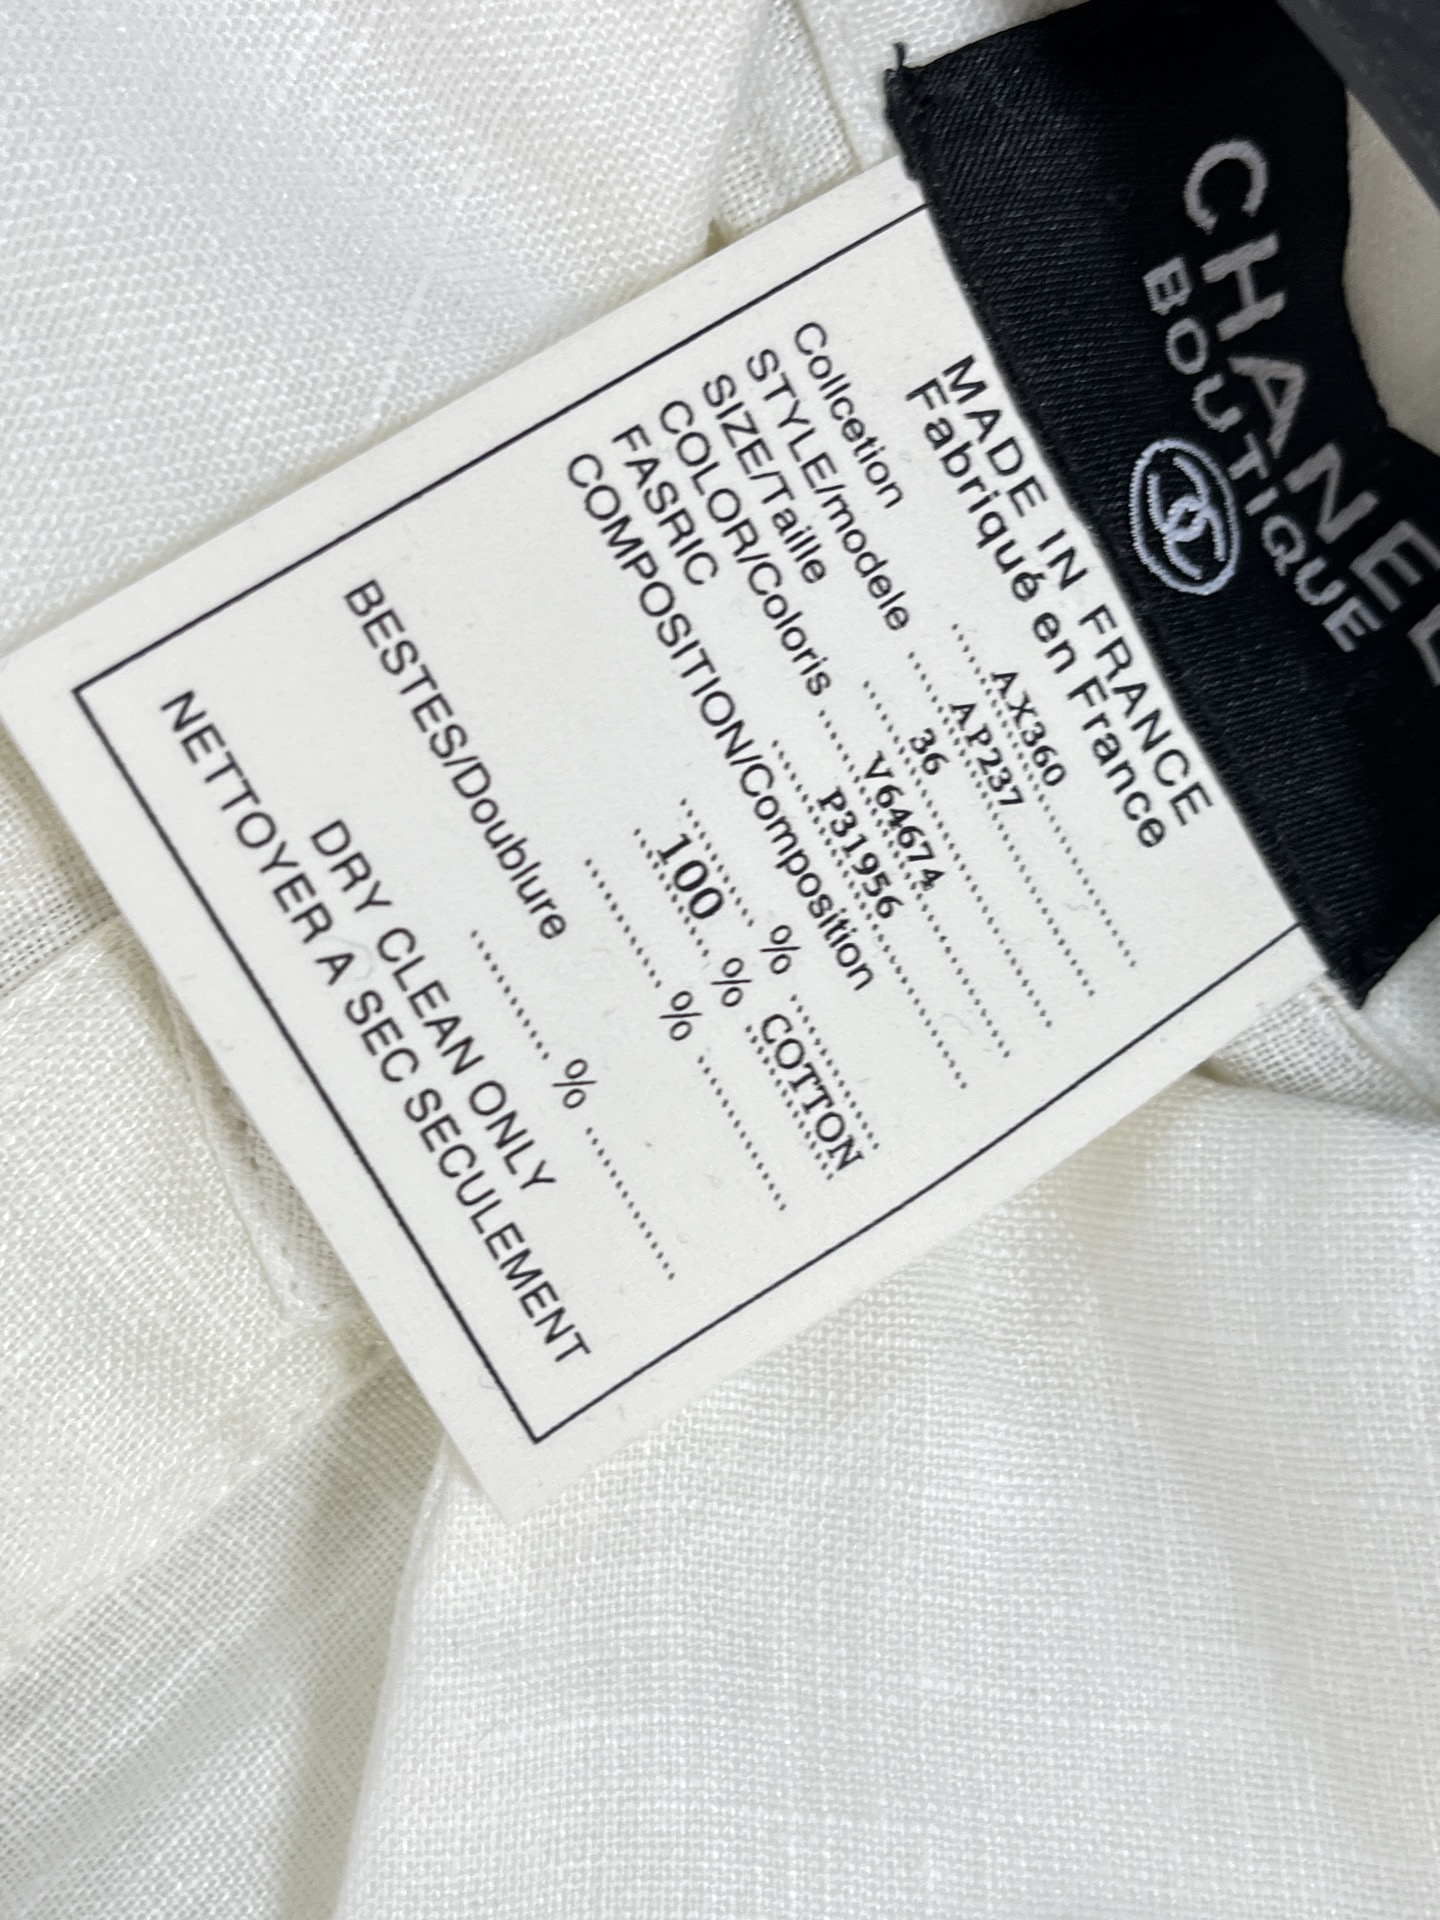 CHANEL
BOUTIQUE
MADE IN FRANCE
Fabriqué en France
Collcetion AX360
STYLE/modele AP237
SIZE/Taille 36
COLOR/Coloris V64674
FASRIC P31956
COMPOSITION/Composition
%
100 % COTTON
%
BESTES/Doublure
%
DRY CLEAN ONLY
NETTOYER A SEC SECULEMENT